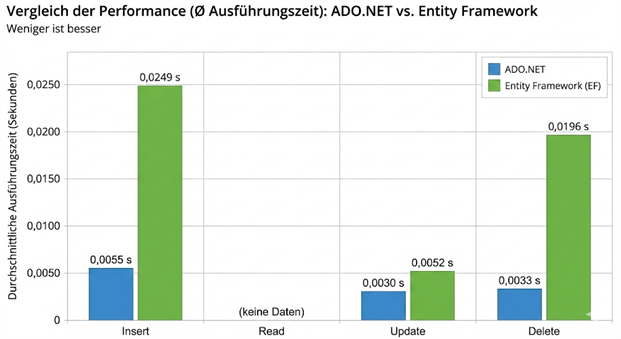 Vergleich der Performance (Ø Ausführungszeit): ADO.NET vs. Entity Framework
Weniger ist besser
Durchschnittliche Ausführungszeit (Sekunden)
0,0250
0,0200
0,0150
0,0100
0,0050
0
ADO.NET
Entity Framework (EF)
0,0055 s
0,0249 s
(keine Daten)
0,0030 s
0,0052 s
0,0033 s
0,0196 s
Insert
Read
Update
Delete